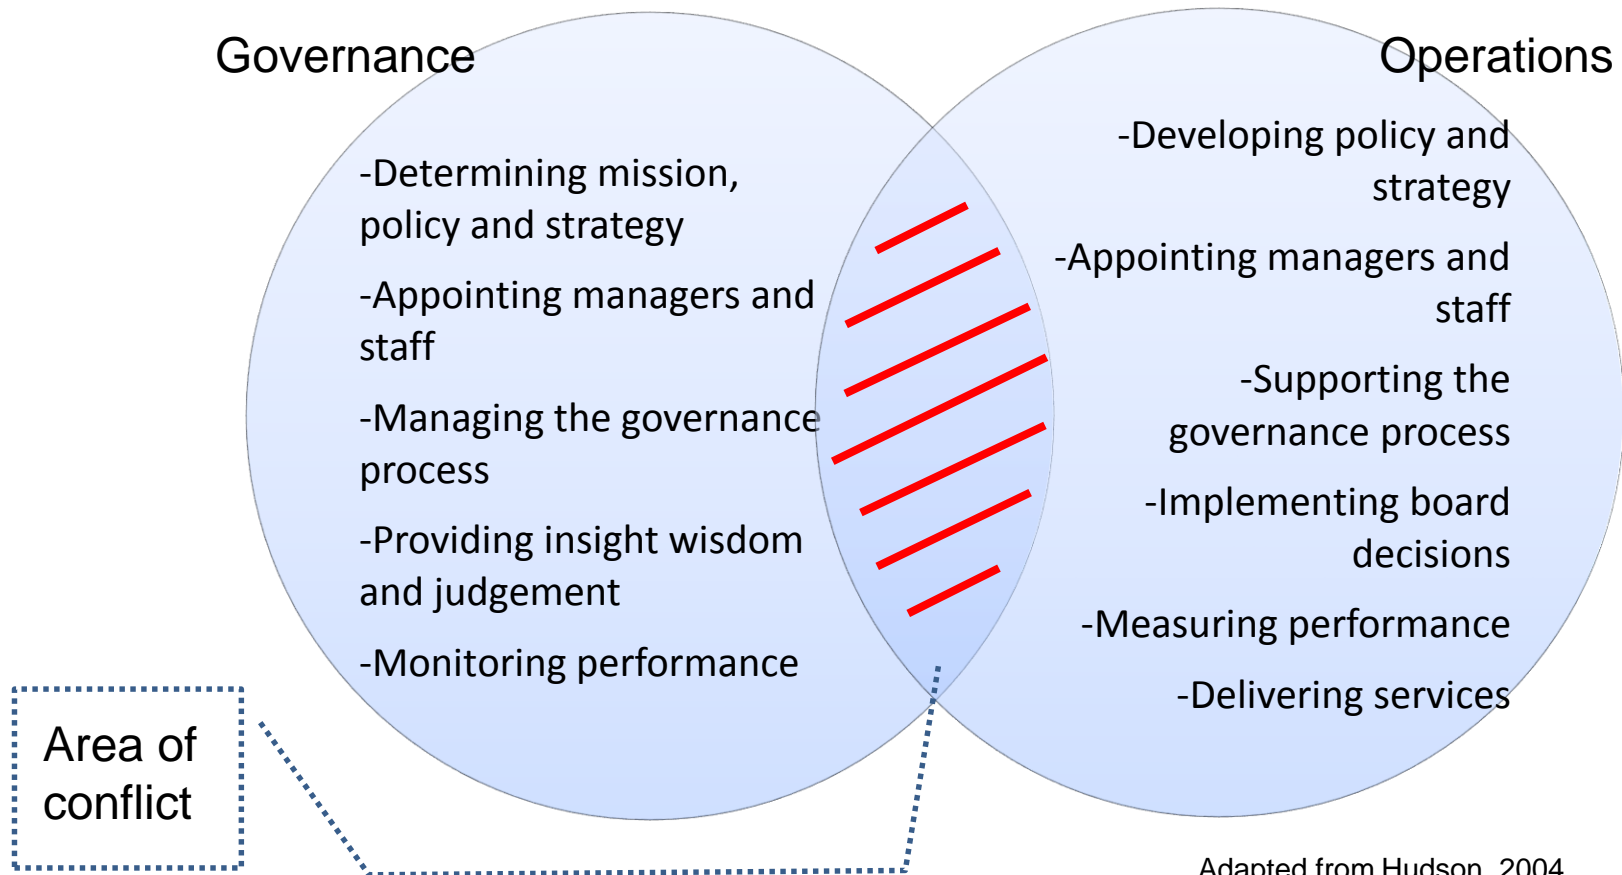 Governance
-Determining mission,
policy and strategy
-Appointing managers and
staff
-Managing the governance
process
-Providing insight wisdom
and judgement
-Monitoring performance
Operations
-Developing policy and
strategy
-Appointing managers and
staff
-Supporting the
governance process
-Implementing board
decisions
-Measuring performance
-Delivering services
Area of
conflict
Adapted from Hudson, 2004